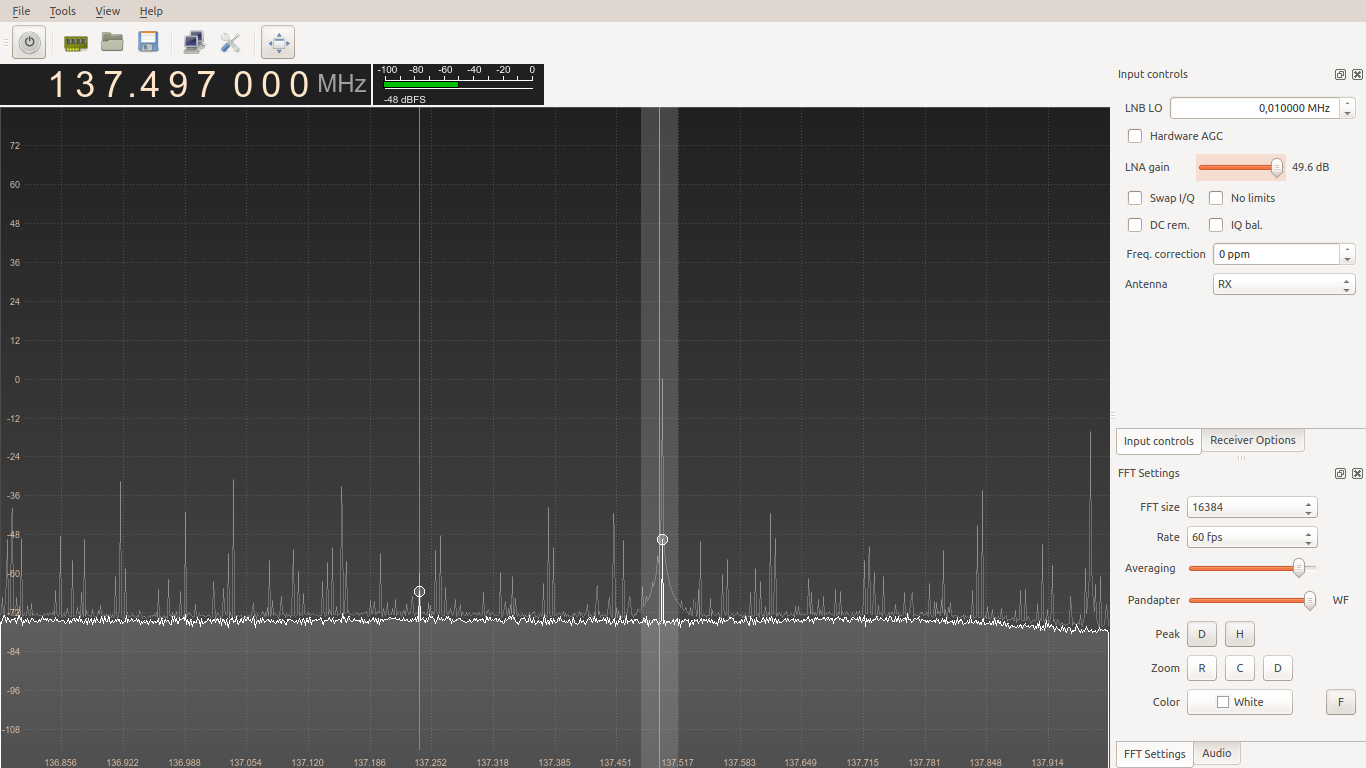 File Tools View Help
137.497 000 MHz
-100 -80 -60 -40 -20 0
-48 dBFS
72
60
48
36
24
12
0
-12
-24
-36
-48
-60
-72
-84
-96
-108
136.856 136.922 136.988 137.054 137.120 137.186 137.252 137.318 137.385 137.451 137.517 137.583 137.649 137.715 137.781 137.848 137.914
Input controls
LNB LO 0,010000 MHz
Hardware AGC
LNA gain 49.6 dB
Swap I/Q No limits
DC rem. IQ bal.
Freq. correction 0 ppm
Antenna RX
Input controls Receiver Options
FFT Settings
FFT size 16384
Rate 60 fps
Averaging
Pandapter WF
Peak D H
Zoom R C D
Color White F
FFT Settings Audio